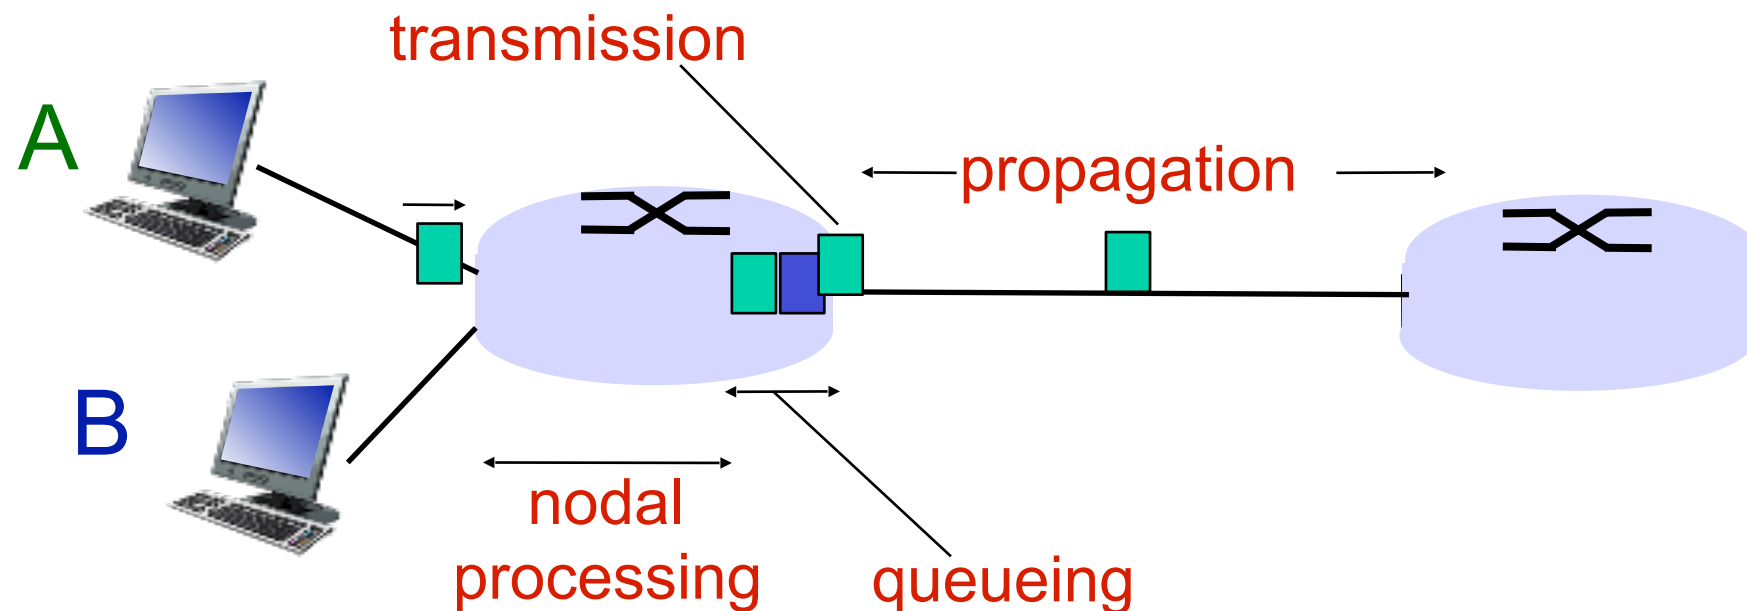 transmission
A
propagation
B
nodal
processing
queueing